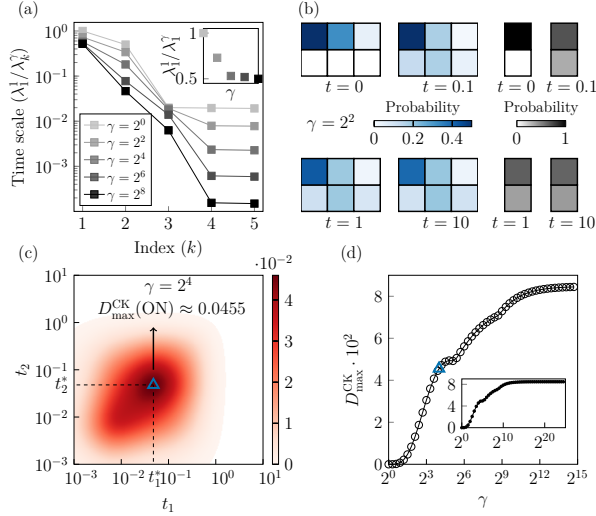 (a)
10^0
10^{-1}
10^{-2}
10^{-3}
Time scale (λ_1^1/λ_k^γ)
γ = 2^0
γ = 2^2
γ = 2^4
γ = 2^6
γ = 2^8
1 2 3 4 5
Index (k)
1
0.5
λ_1^1/λ_1^γ
γ
(b)
t = 0 t = 0.1 t = 0 t = 0.1
Probability Probability
γ = 2^2
0 0.2 0.4 0 1
t = 1 t = 10 t = 1 t = 10
(c)
γ = 2^4
D_max^CK(ON) ≈ 0.0455
10^1
10^0
10^{-1}
t_2^*
10^{-2}
10^{-3}
t_2
10^{-3} 10^{-2} t_1^* 10^{-1} 10^0 10^1
t_1
·10^{-2}
4
3
2
1
0
(d)
8
6
4
2
0
D_max^CK · 10^2
2^0 2^3 2^6 2^9 2^12 2^15
γ
8
4
0
2^0 2^10 2^20